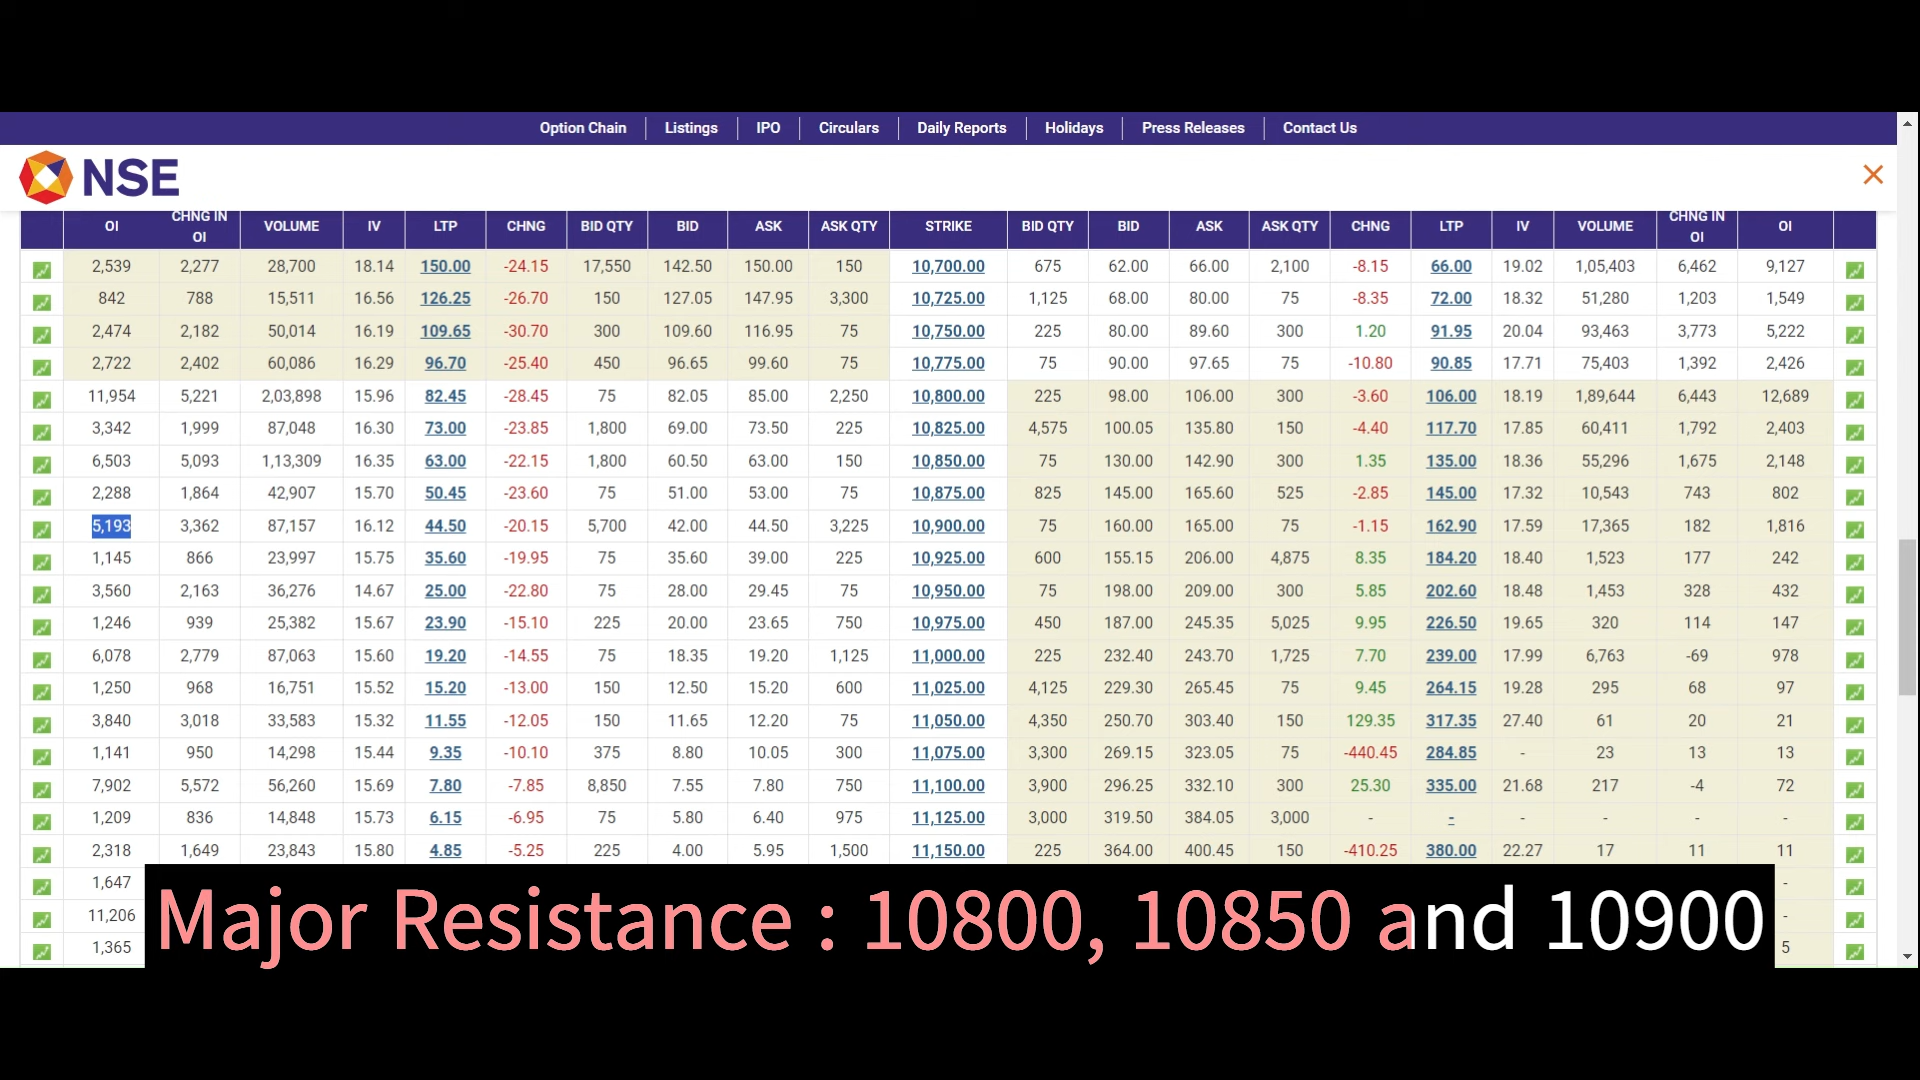 Option Chain Listings IPO Circulars Daily Reports Holidays Press Releases Contact Us
NSE
OI CHNG IN OI VOLUME IV LTP CHNG BID QTY BID ASK ASK QTY STRIKE BID QTY BID ASK ASK QTY CHNG LTP IV VOLUME CHNG IN OI OI
2,539 2,277 28,700 18.14 150.00 -24.15 17,550 142.50 150.00 150 10,700.00 675 62.00 66.00 2,100 -8.15 66.00 19.02 1,05,403 6,462 9,127
842 788 15,511 16.56 126.25 -26.70 150 127.05 147.95 3,300 10,725.00 1,125 68.00 80.00 75 -8.35 72.00 18.32 51,280 1,203 1,549
2,474 2,182 50,014 16.19 109.65 -30.70 300 109.60 116.95 75 10,750.00 225 80.00 89.60 300 1.20 91.95 20.04 93,463 3,773 5,222
2,722 2,402 60,086 16.29 96.70 -25.40 450 96.65 99.60 75 10,775.00 75 90.00 97.65 75 -10.80 90.85 17.71 75,403 1,392 2,426
11,954 5,221 2,03,898 15.96 82.45 -28.45 75 82.05 85.00 2,250 10,800.00 225 98.00 106.00 300 -3.60 106.00 18.19 1,89,644 6,443 12,689
3,342 1,999 87,048 16.30 73.00 -23.85 1,800 69.00 73.50 225 10,825.00 4,575 100.05 135.80 150 -4.40 117.70 17.85 60,411 1,792 2,403
6,503 5,093 1,13,309 16.35 63.00 -22.15 1,800 60.50 63.00 150 10,850.00 75 130.00 142.90 300 1.35 135.00 18.36 55,296 1,675 2,148
2,288 1,864 42,907 15.70 50.45 -23.60 75 51.00 53.00 75 10,875.00 825 145.00 165.60 525 -2.85 145.00 17.32 10,543 743 802
5,193 3,362 87,157 16.12 44.50 -20.15 5,700 42.00 44.50 3,225 10,900.00 75 160.00 165.00 75 -1.15 162.90 17.59 17,365 182 1,816
1,145 866 23,997 15.75 35.60 -19.95 75 35.60 39.00 225 10,925.00 600 155.15 206.00 4,875 8.35 184.20 18.40 1,523 177 242
3,560 2,163 36,276 14.67 25.00 -22.80 75 28.00 29.45 75 10,950.00 75 198.00 209.00 300 5.85 202.60 18.48 1,453 328 432
1,246 939 25,382 15.67 23.90 -15.10 225 20.00 23.65 750 10,975.00 450 187.00 245.35 5,025 9.95 226.50 19.65 320 114 147
6,078 2,779 87,063 15.60 19.20 -14.55 75 18.35 19.20 1,125 11,000.00 225 232.40 243.70 1,725 7.70 239.00 17.99 6,763 -69 978
1,250 968 16,751 15.52 15.20 -13.00 150 12.50 15.20 600 11,025.00 4,125 229.30 265.45 75 9.45 264.15 19.28 295 68 97
3,840 3,018 33,583 15.32 11.55 -12.05 150 11.65 12.20 75 11,050.00 4,350 250.70 303.40 150 129.35 317.35 27.40 61 20 21
1,141 950 14,298 15.44 9.35 -10.10 375 8.80 10.05 300 11,075.00 3,300 269.15 323.05 75 -440.45 284.85 - 23 13 13
7,902 5,572 56,260 15.69 7.80 -7.85 8,850 7.55 7.80 750 11,100.00 3,900 296.25 332.10 300 25.30 335.00 21.68 217 -4 72
1,209 836 14,848 15.73 6.15 -6.95 75 5.80 6.40 975 11,125.00 3,000 319.50 384.05 3,000 - - - - - -
2,318 1,649 23,843 15.80 4.85 -5.25 225 4.00 5.95 1,500 11,150.00 225 364.00 400.45 150 -410.25 380.00 22.27 17 11 11
1,647 -
11,206 -
1,365 5
Major Resistance : 10800, 10850 and 10900